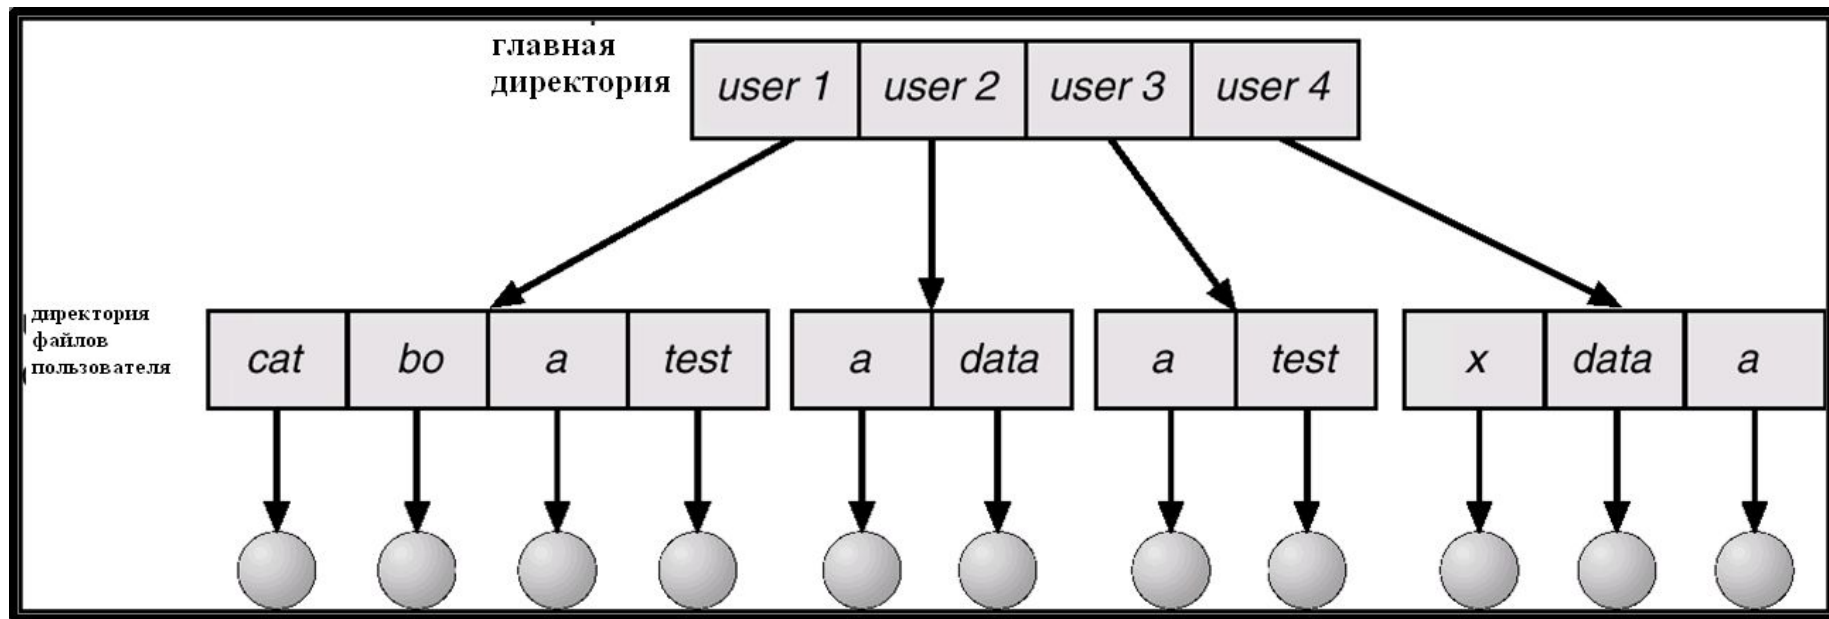 главная
директория
user 1 user 2 user 3 user 4
директория
файлов
пользователя
cat bo a test a data a test x data a